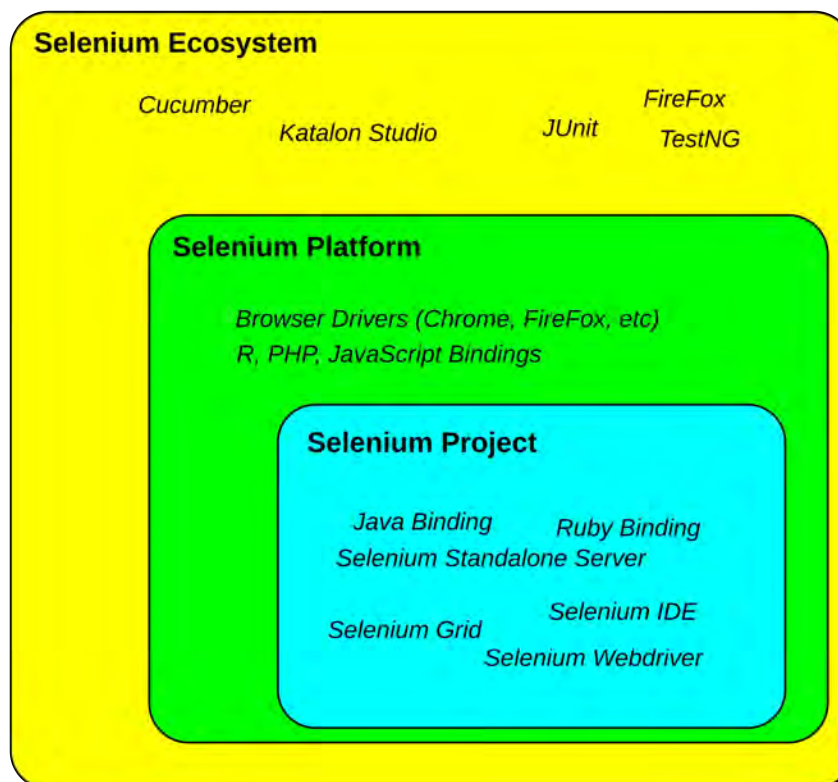 Selenium Ecosystem
Cucumber
Katalon Studio
JUnit
FireFox
TestNG
Selenium Platform
Browser Drivers (Chrome, FireFox, etc)
R, PHP, JavaScript Bindings
Selenium Project
Java Binding
Ruby Binding
Selenium Standalone Server
Selenium IDE
Selenium Grid
Selenium Webdriver